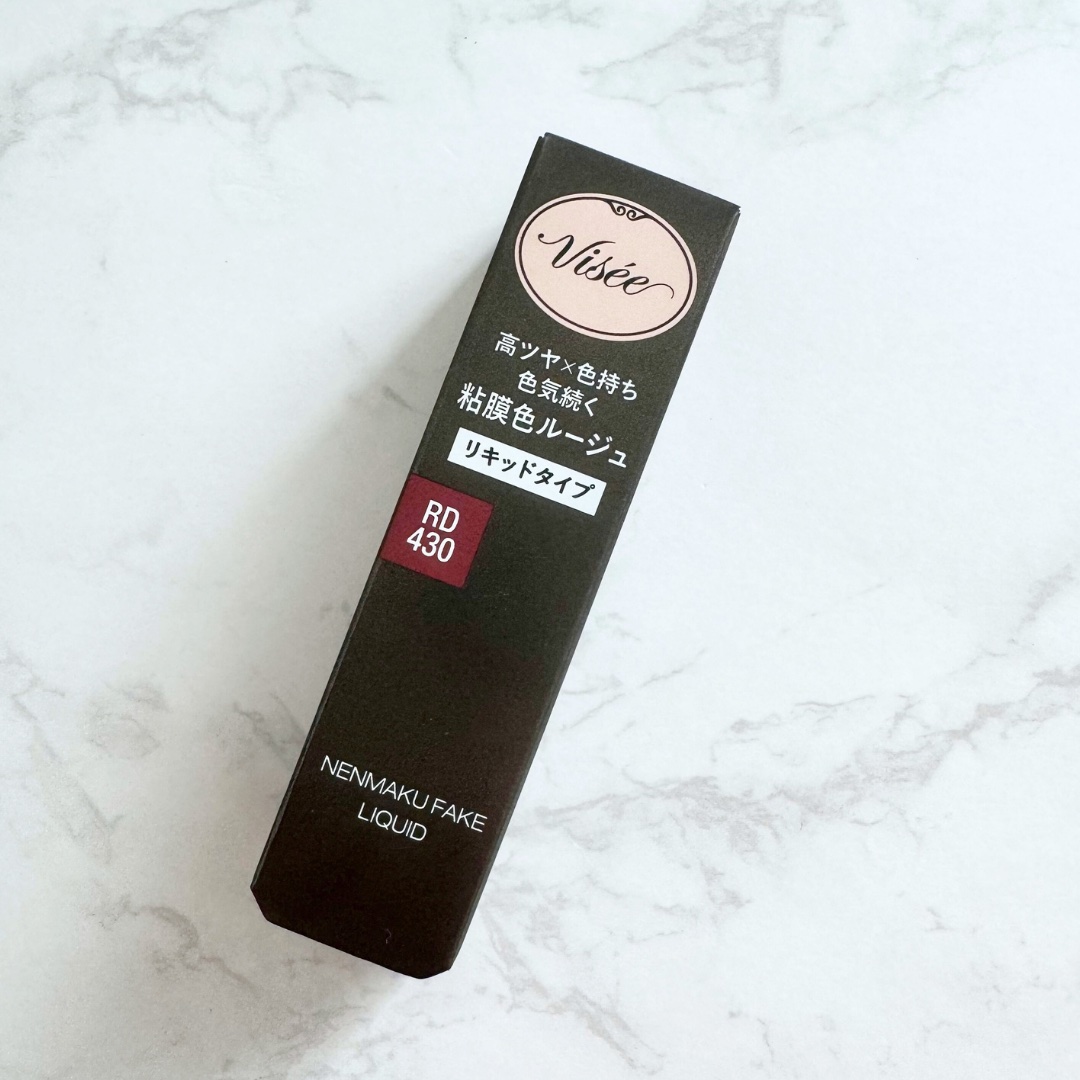 Visée
高ツヤ×色持ち
色気続く
粘膜色ルージュ
リキッドタイプ
RD
430
NENMAKU FAKE
LIQUID